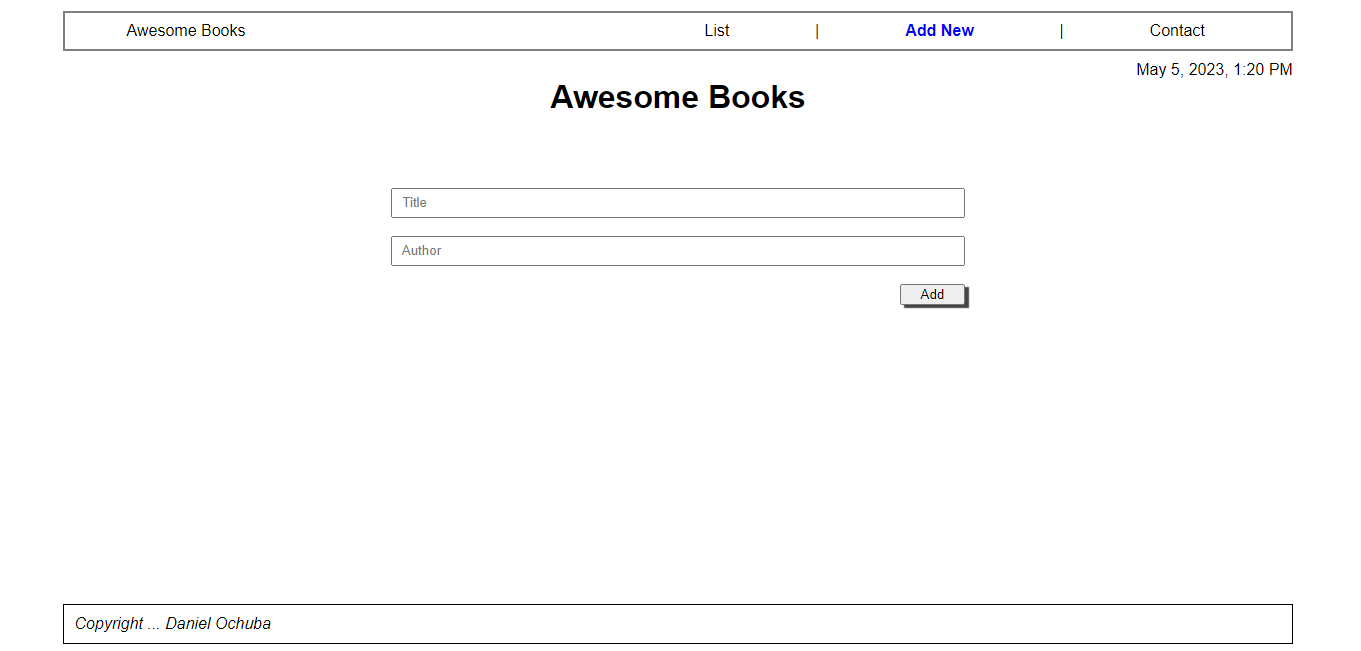 Awesome Books List | Add New | Contact
May 5, 2023, 1:20 PM
Awesome Books
Title
Author
Add
Copyright ... Daniel Ochuba